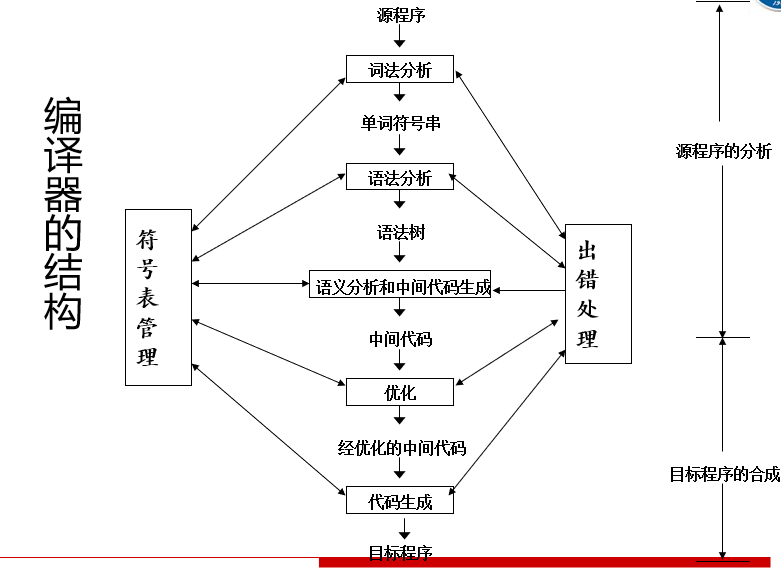 编译器的结构
源程序
词法分析
单词符号串
语法分析
语法树
语义分析和中间代码生成
中间代码
优化
经优化的中间代码
代码生成
目标程序
符号表管理
出错处理
源程序的分析
目标程序的合成